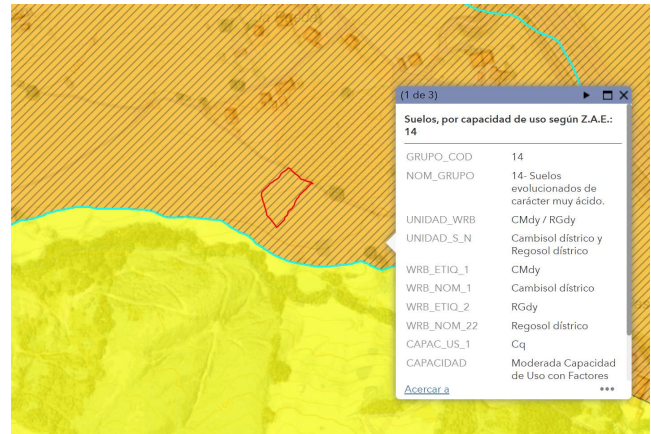 (1 de 3)
Suelos, por capacidad de uso según Z.A.E.:
14
GRUPO_COD 14
NOM_GRUPO 14- Suelos
evolucionados de
carácter muy ácido.
UNIDAD_WRB CMdy / RGdy
UNIDAD_S_N Cambisol dístrico y
Regosol dístrico
WRB_ETIQ_1 CMdy
WRB_NOM_1 Cambisol dístrico
WRB_ETIQ_2 RGdy
WRB_NOM_22 Regosol dístrico
CAPAC_US_1 Cq
CAPACIDAD Moderada Capacidad
de Uso con Factores
Acercar a